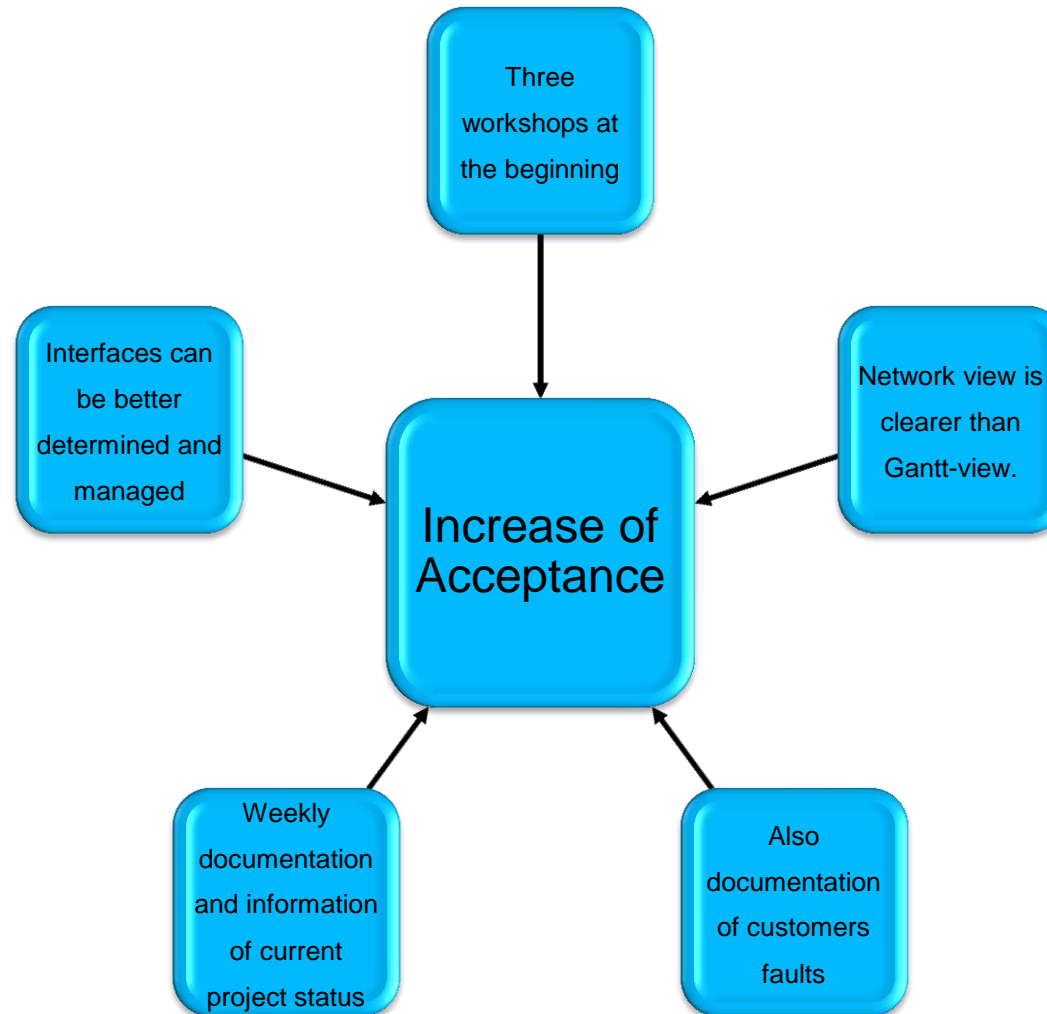 Three
workshops at
the beginning
Interfaces can
be better
determined and
managed
Network view is
clearer than
Gantt-view.
Increase of
Acceptance
Weekly
documentation
and information
of current
project status
Also
documentation
of customers
faults